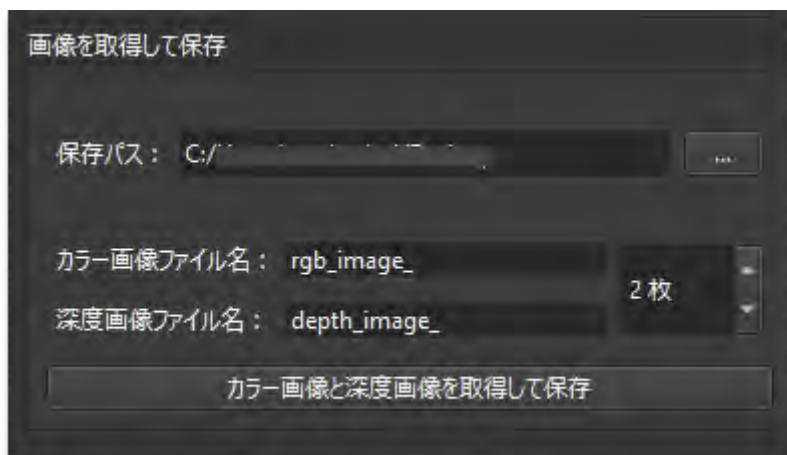 画像を取得して保存
保存パス： C:/
...
カラー画像ファイル名： rgb_image_
2 枚
深度画像ファイル名： depth_image_
カラー画像と深度画像を取得して保存